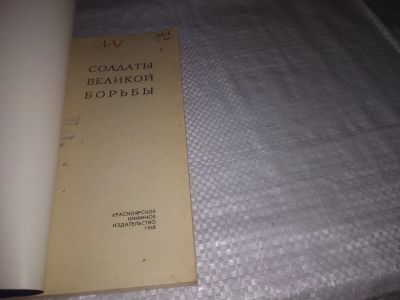 СОЛДАТЫ
ВЕЛИКОЙ
БОРЬБЫ
КРАСНОЯРСКОЕ
КНИЖНОЕ
ИЗДАТЕЛЬСТВО
1968